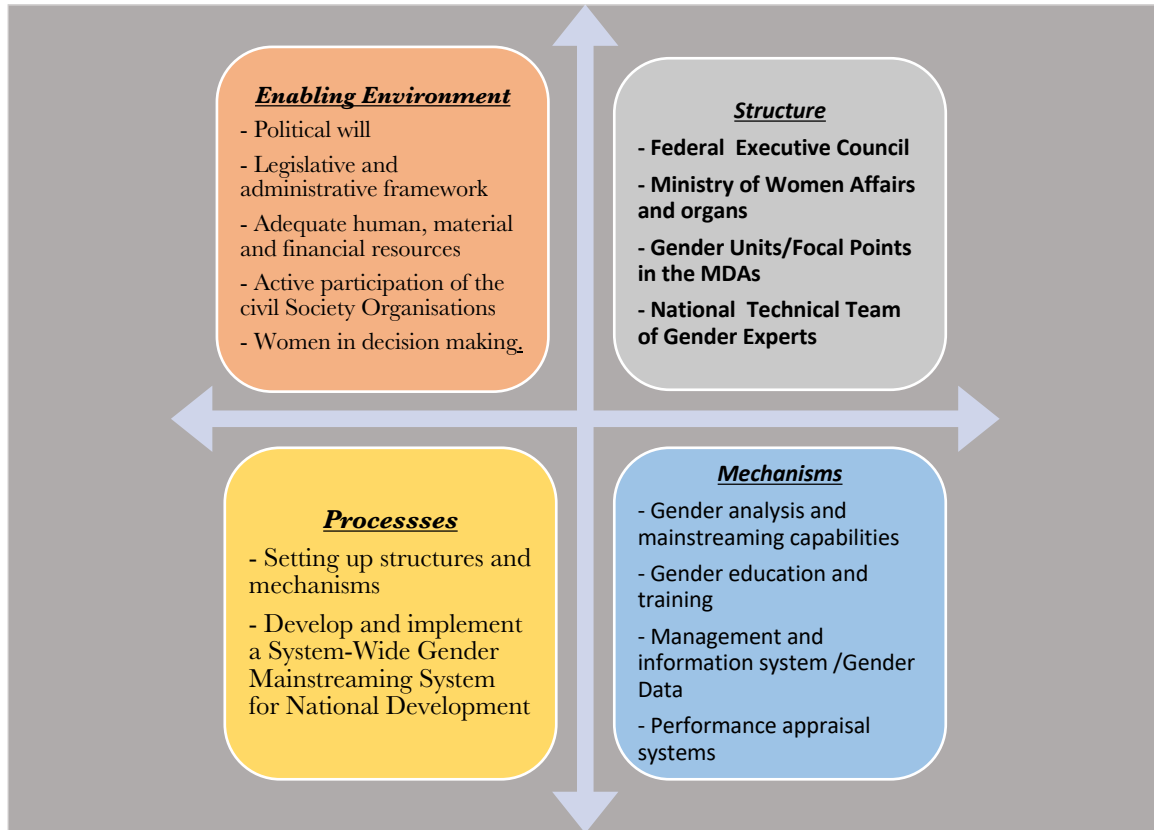 Enabling Environment
- Political will
- Legislative and
administrative framework
- Adequate human, material
and financial resources
- Active participation of the
civil Society Organisations
- Women in decision making.
Structure
- Federal Executive Council
- Ministry of Women Affairs
and organs
- Gender Units/Focal Points
in the MDAs
- National Technical Team
of Gender Experts
Processses
- Setting up structures and
mechanisms
- Develop and implement
a System-Wide Gender
Mainstreaming System
for National Development
Mechanisms
- Gender analysis and
mainstreaming capabilities
- Gender education and
training
- Management and
information system /Gender
Data
- Performance appraisal
systems